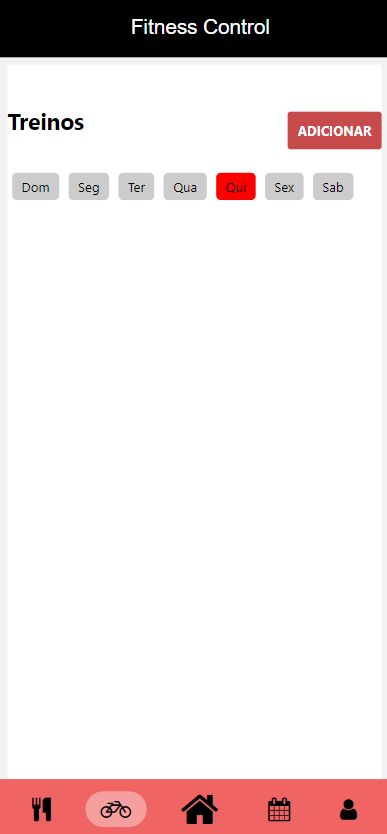 Fitness Control
Treinos
ADICIONAR
Dom Seg Ter Qua Qui Sex Sab